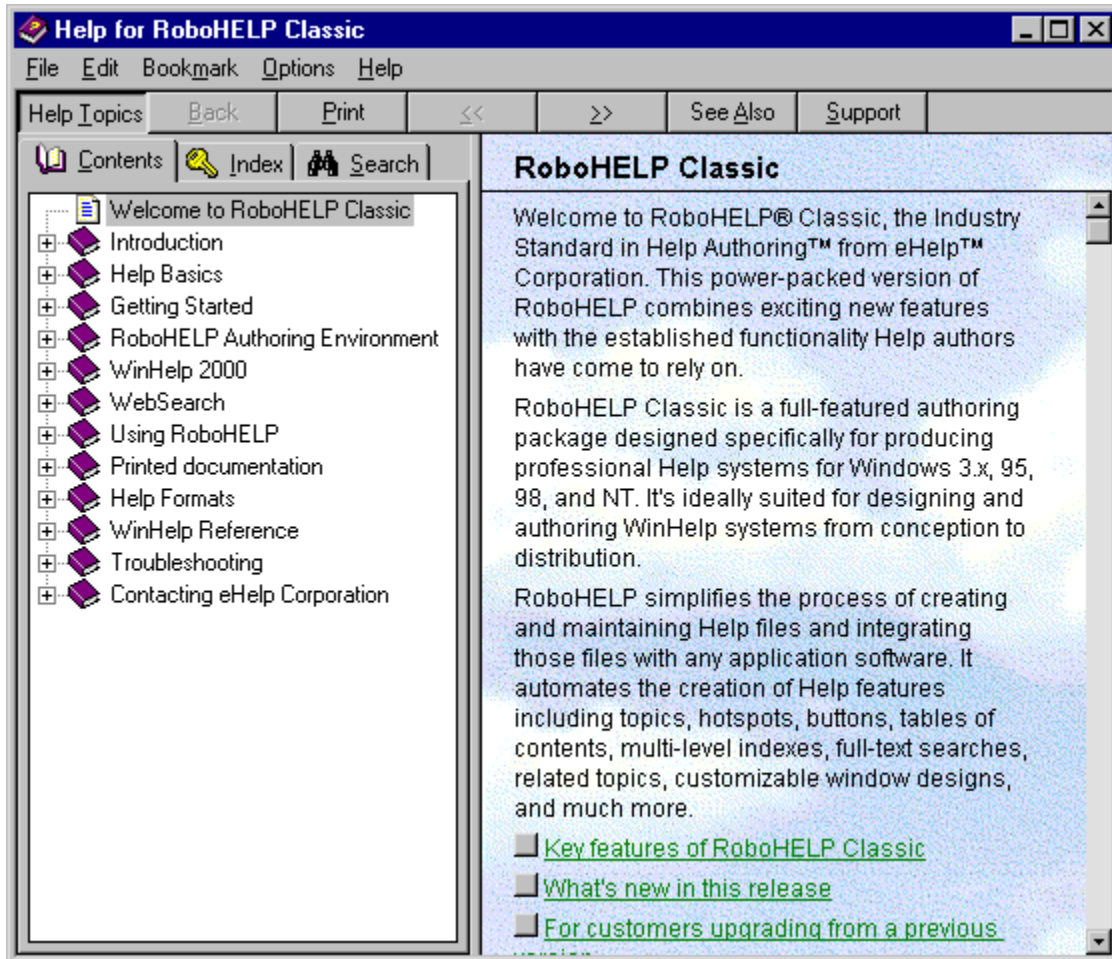 Help for RoboHELP Classic
File Edit Bookmark Options Help
Help Topics Back Print << >> See Also Support
Contents Index Search
Welcome to RoboHELP Classic
Introduction
Help Basics
Getting Started
RoboHELP Authoring Environment
WinHelp 2000
WebSearch
Using RoboHELP
Printed documentation
Help Formats
WinHelp Reference
Troubleshooting
Contacting eHelp Corporation
RoboHELP Classic
Welcome to RoboHELP® Classic, the Industry
Standard in Help Authoring™ from eHelp™
Corporation. This power-packed version of
RoboHELP combines exciting new features
with the established functionality Help authors
have come to rely on.
RoboHELP Classic is a full-featured authoring
package designed specifically for producing
professional Help systems for Windows 3.x, 95,
98, and NT. It's ideally suited for designing and
authoring WinHelp systems from conception to
distribution.
RoboHELP simplifies the process of creating
and maintaining Help files and integrating
those files with any application software. It
automates the creation of Help features
including topics, hotspots, buttons, tables of
contents, multi-level indexes, full-text searches,
related topics, customizable window designs,
and much more.
Key features of RoboHELP Classic
What's new in this release
For customers upgrading from a previous